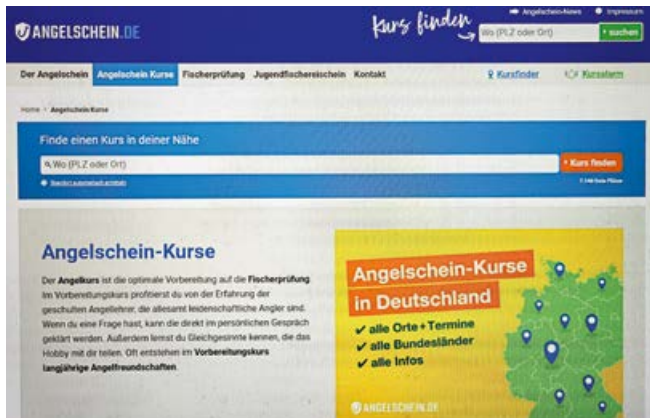 Angelschein-News Impressum
ANGELSCHEIN.DE
Kurs finden
Wo (PLZ oder Ort)
suchen
Der Angelschein Angelschein Kurse Fischerprüfung Jugendfischereischein Kontakt Kursfinder Kursalarm
Home > Angelschein Kurse
Finde einen Kurs in deiner Nähe
Wo (PLZ oder Ort)
Kurs finden
Standort automatisch ermitteln
Angelschein-Kurse
Der Angelkurs ist die optimale Vorbereitung auf die Fischerprüfung.
Im Vorbereitungskurs profitierst du von der Erfahrung der
geschulten Angellehrer, die allesamt leidenschaftliche Angler sind.
Wenn du eine Frage hast, kann die direkt im persönlichen Gespräch
geklärt werden. Außerdem lernst du Gleichgesinnte kennen, die das
Hobby mit dir teilen. Oft entstehen im Vorbereitungskurs
langjährige Angelfreundschaften.
Angelschein-Kurse
in Deutschland
✔ alle Orte + Termine
✔ alle Bundesländer
✔ alle Infos
ANGELSCHEIN.DE